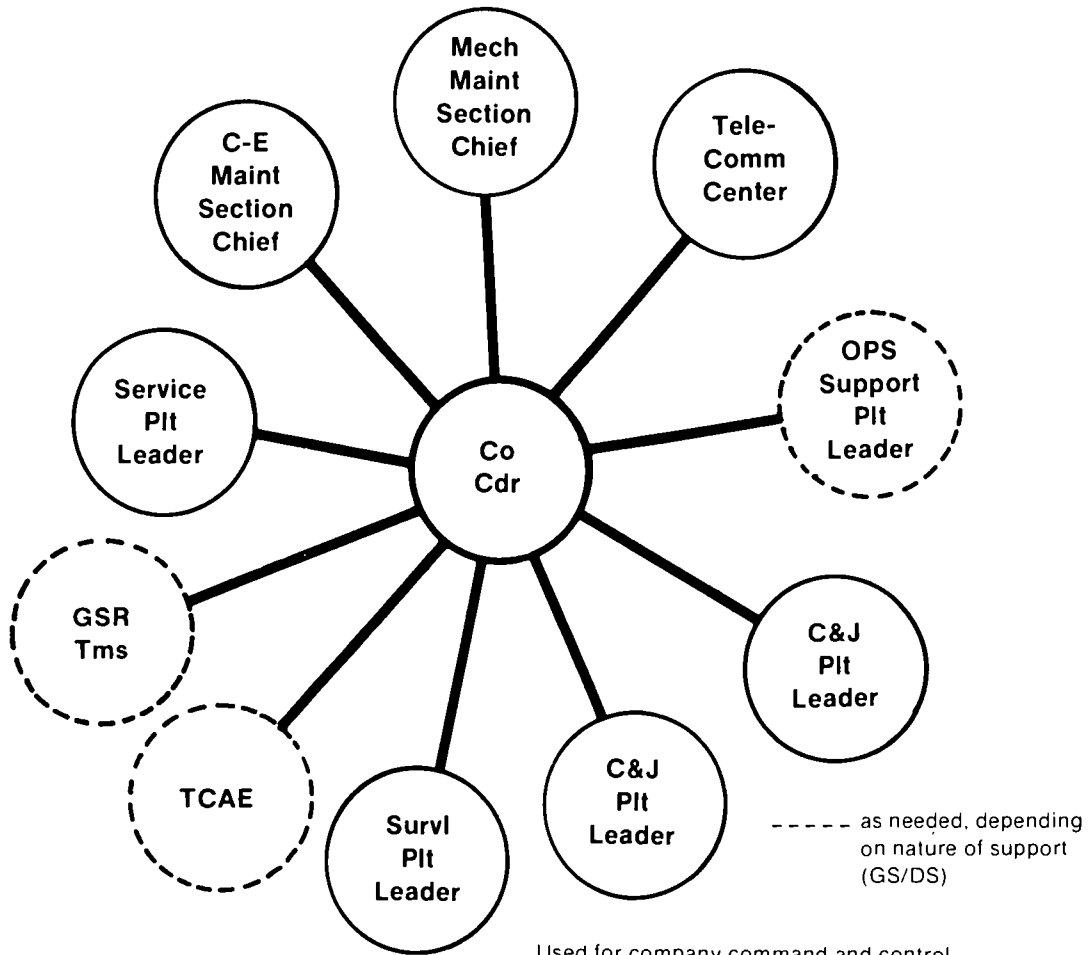 Mech
Maint
Section
Chief
Tele-
Comm
Center
C-E
Maint
Section
Chief
OPS
Support
Plt
Leader
Service
Plt
Leader
Co
Cdr
GSR
Tms
C&J
Plt
Leader
TCAE
C&J
Plt
Leader
Survl
Plt
Leader
----- as needed, depending
on nature of support
(GS/DS)
Used for company command and control